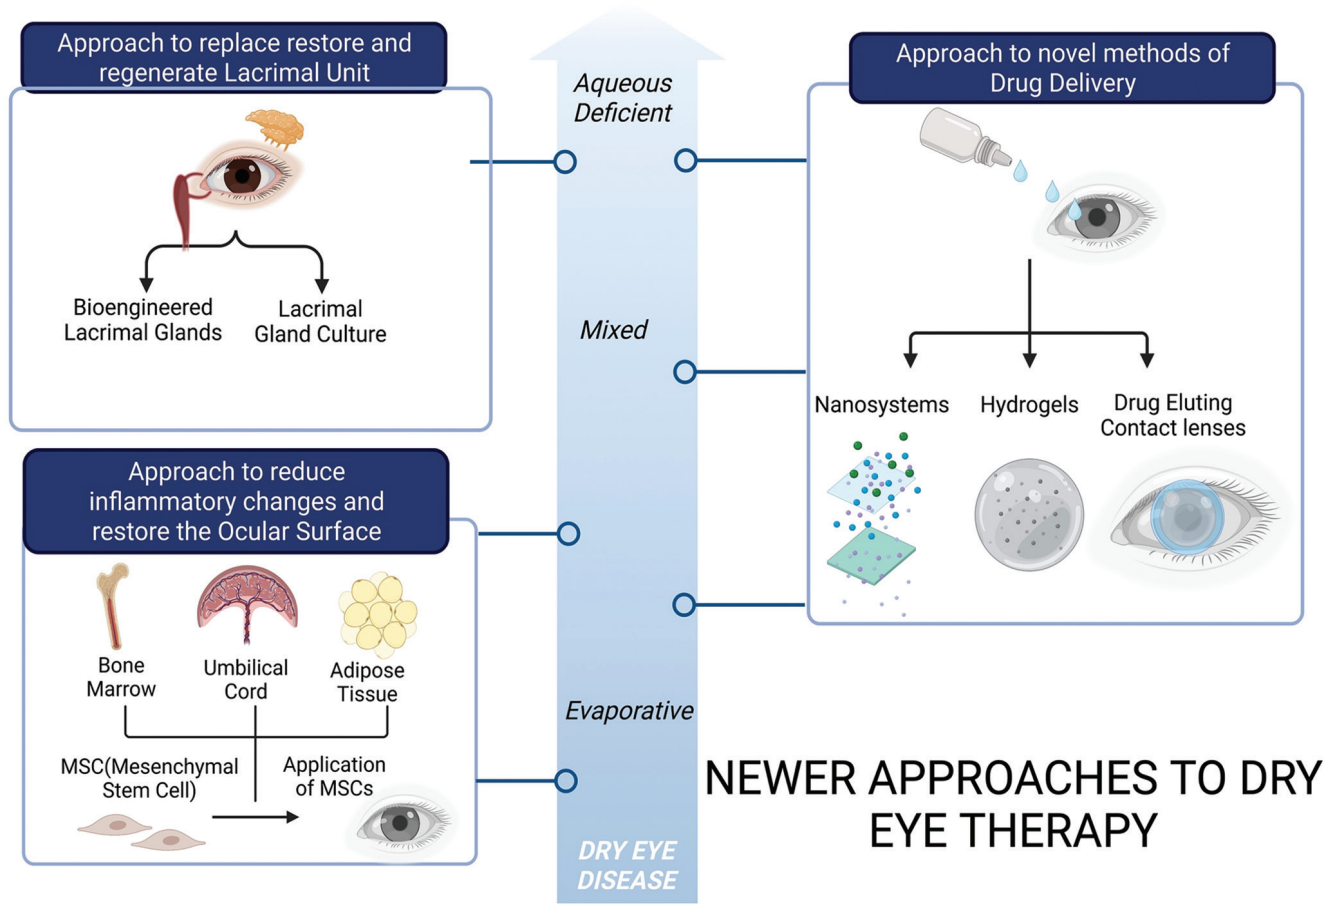 Approach to replace restore and
regenerate Lacrimal Unit
Bioengineered
Lacrimal Glands
Lacrimal
Gland Culture
Approach to reduce
inflammatory changes and
restore the Ocular Surface
Bone
Marrow
Umbilical
Cord
Adipose
Tissue
MSC(Mesenchymal
Stem Cell)
Application
of MSCs
Aqueous
Deficient
Mixed
Evaporative
DRY EYE
DISEASE
Approach to novel methods of
Drug Delivery
Nanosystems
Hydrogels
Drug Eluting
Contact lenses
NEWER APPROACHES TO DRY
EYE THERAPY